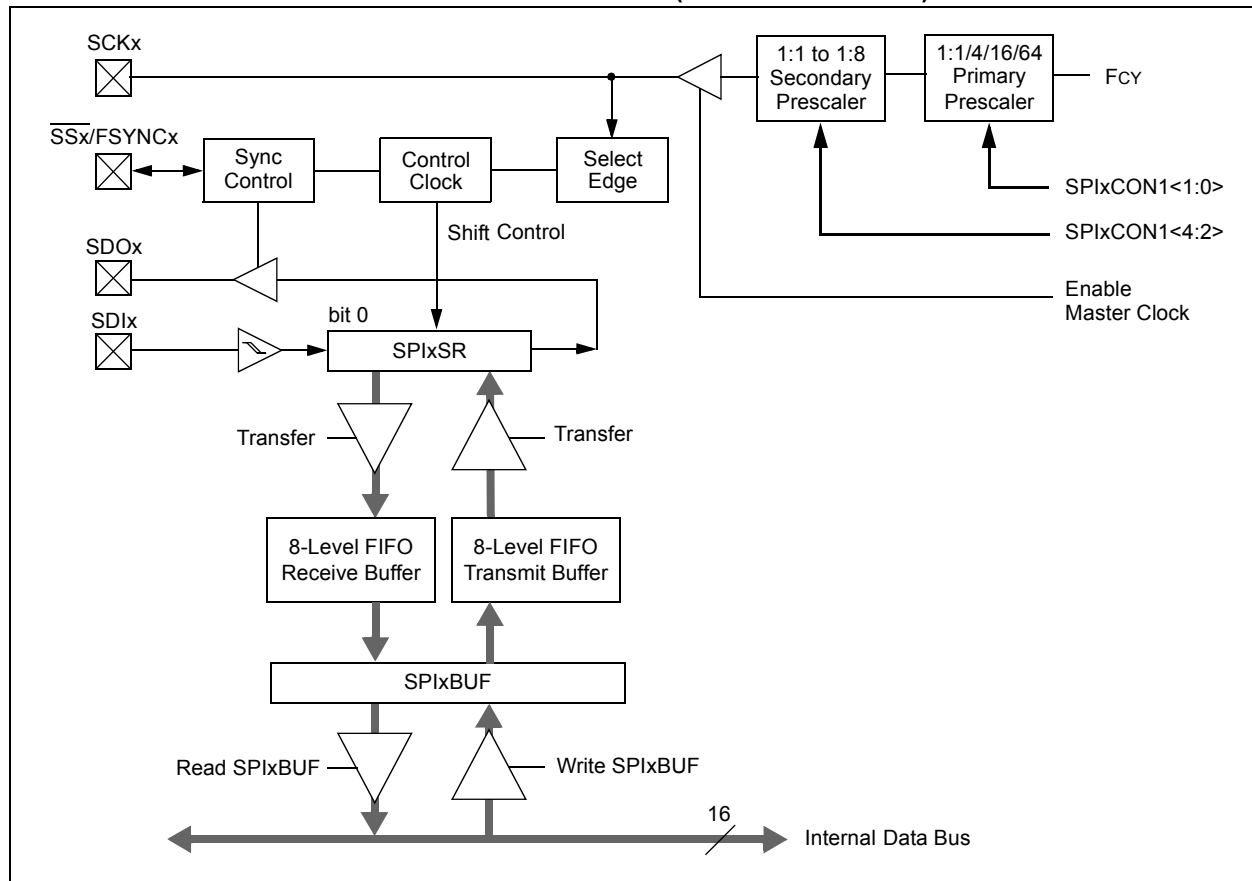 SCKx
SSx/FSYNCx
Sync
Control
Control
Clock
Select
Edge
1:1 to 1:8
Secondary
Prescaler
1:1/4/16/64
Primary
Prescaler
FCY
SPIxCON1<1:0>
SPIxCON1<4:2>
Enable
Master Clock
Shift Control
SDOx
SDIx
bit 0
SPIxSR
Transfer
Transfer
8-Level FIFO
Receive Buffer
8-Level FIFO
Transmit Buffer
SPIxBUF
Read SPIxBUF
Write SPIxBUF
16
Internal Data Bus